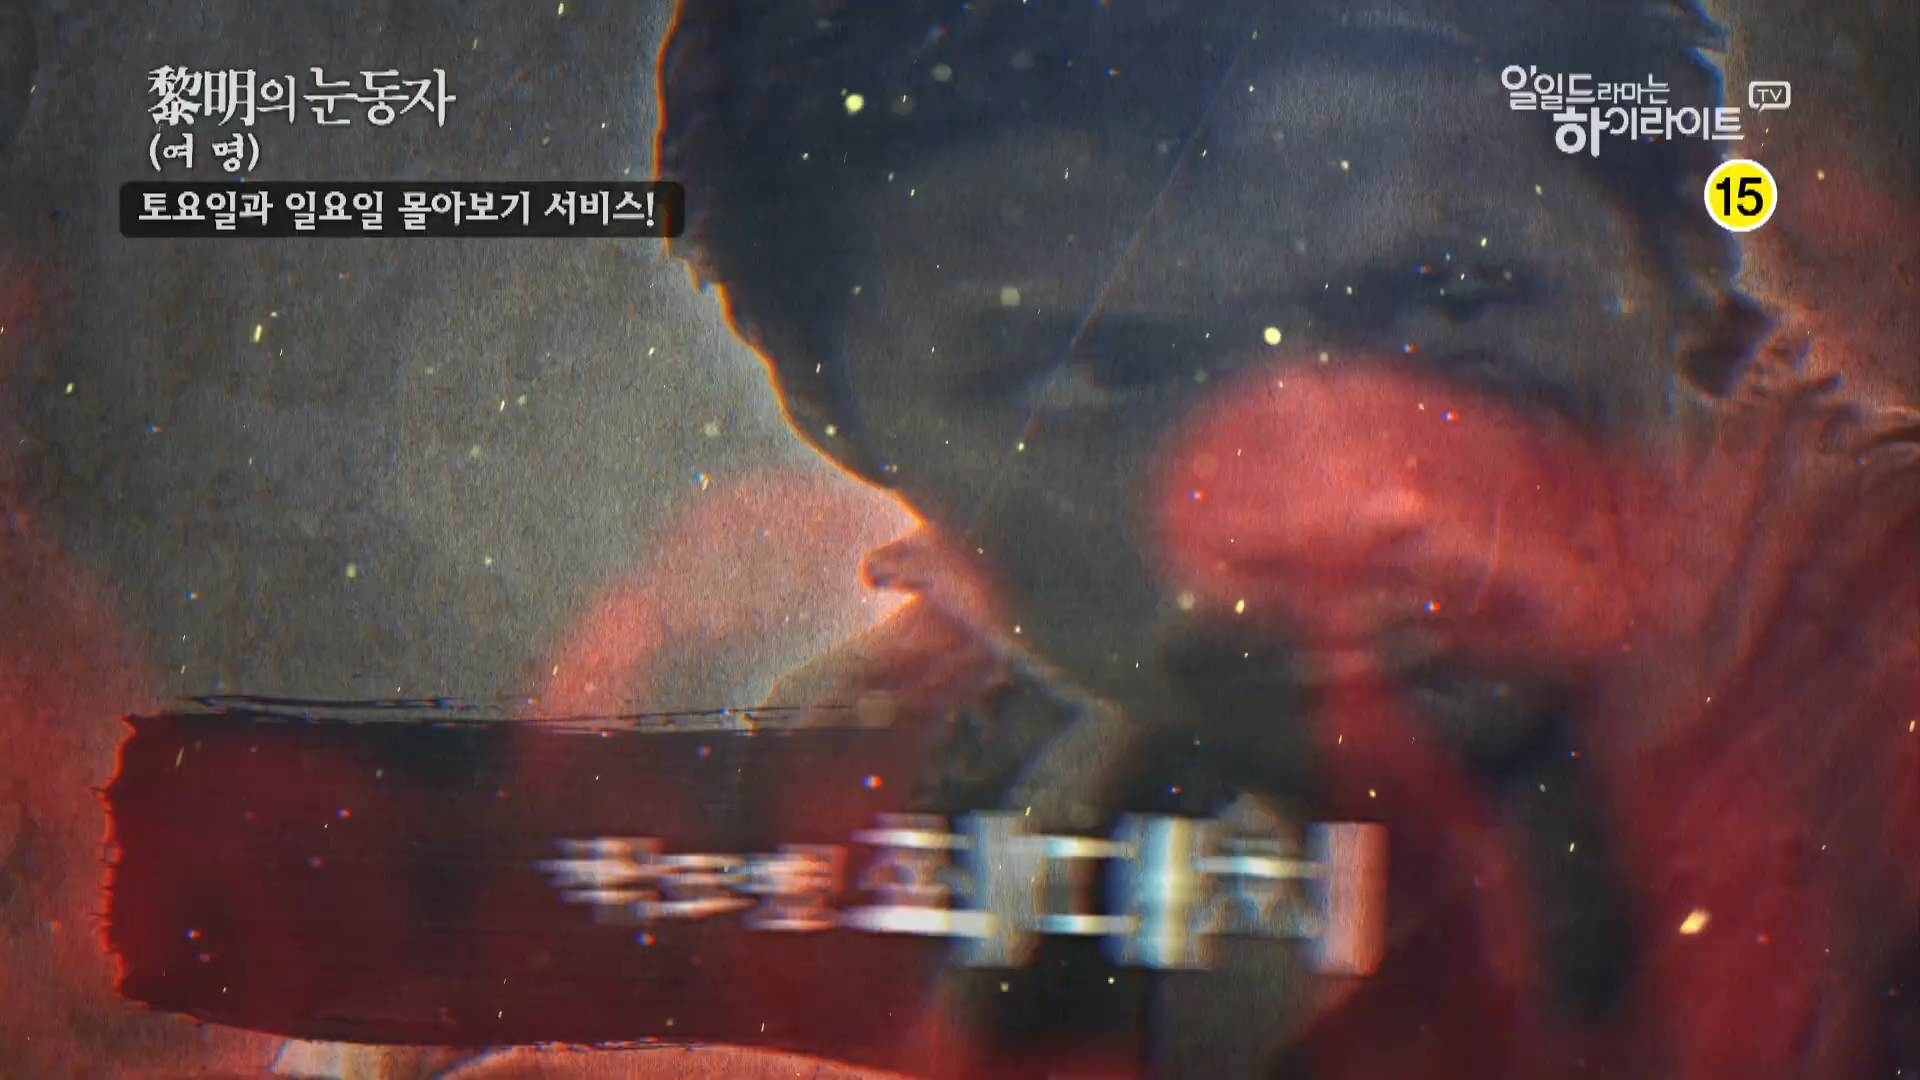 黎明의 눈동자
(여 명)
토요일과 일요일 몰아보기 서비스!
일일드라마는 TV
하이라이트
15